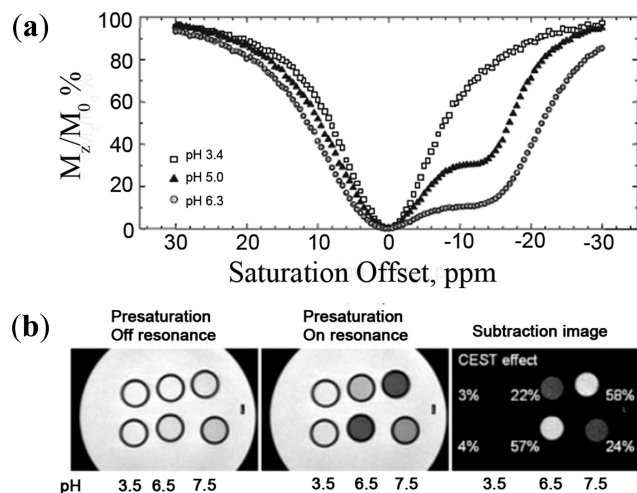 (a)
100
80
60
40
20
0
M_z/M_0 %
pH 3.4
pH 5.0
pH 6.3
30 20 10 0 -10 -20 -30
Saturation Offset, ppm
(b)
Presaturation
Off resonance
Presaturation
On resonance
Subtraction image
CEST effect
3% 22% 58%
4% 57% 24%
pH 3.5 6.5 7.5 3.5 6.5 7.5 3.5 6.5 7.5